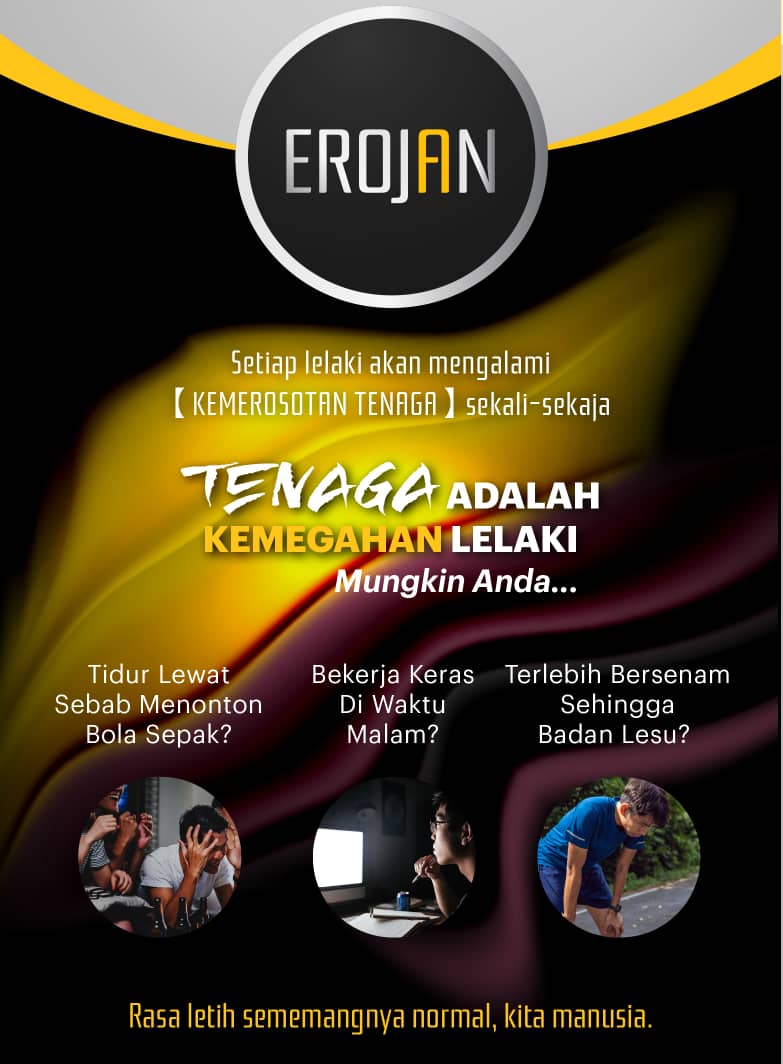 EROJAN
Setiap lelaki akan mengalami
【 KEMEROSOTAN TENAGA 】 sekali-sekaja
TENAGA ADALAH
KEMEGAHAN LELAKI
Mungkin Anda...
Tidur Lewat
Sebab Menonton
Bola Sepak?
Bekerja Keras
Di Waktu
Malam?
Terlebih Bersenam
Sehingga
Badan Lesu?
Rasa letih sememangnya normal, kita manusia.